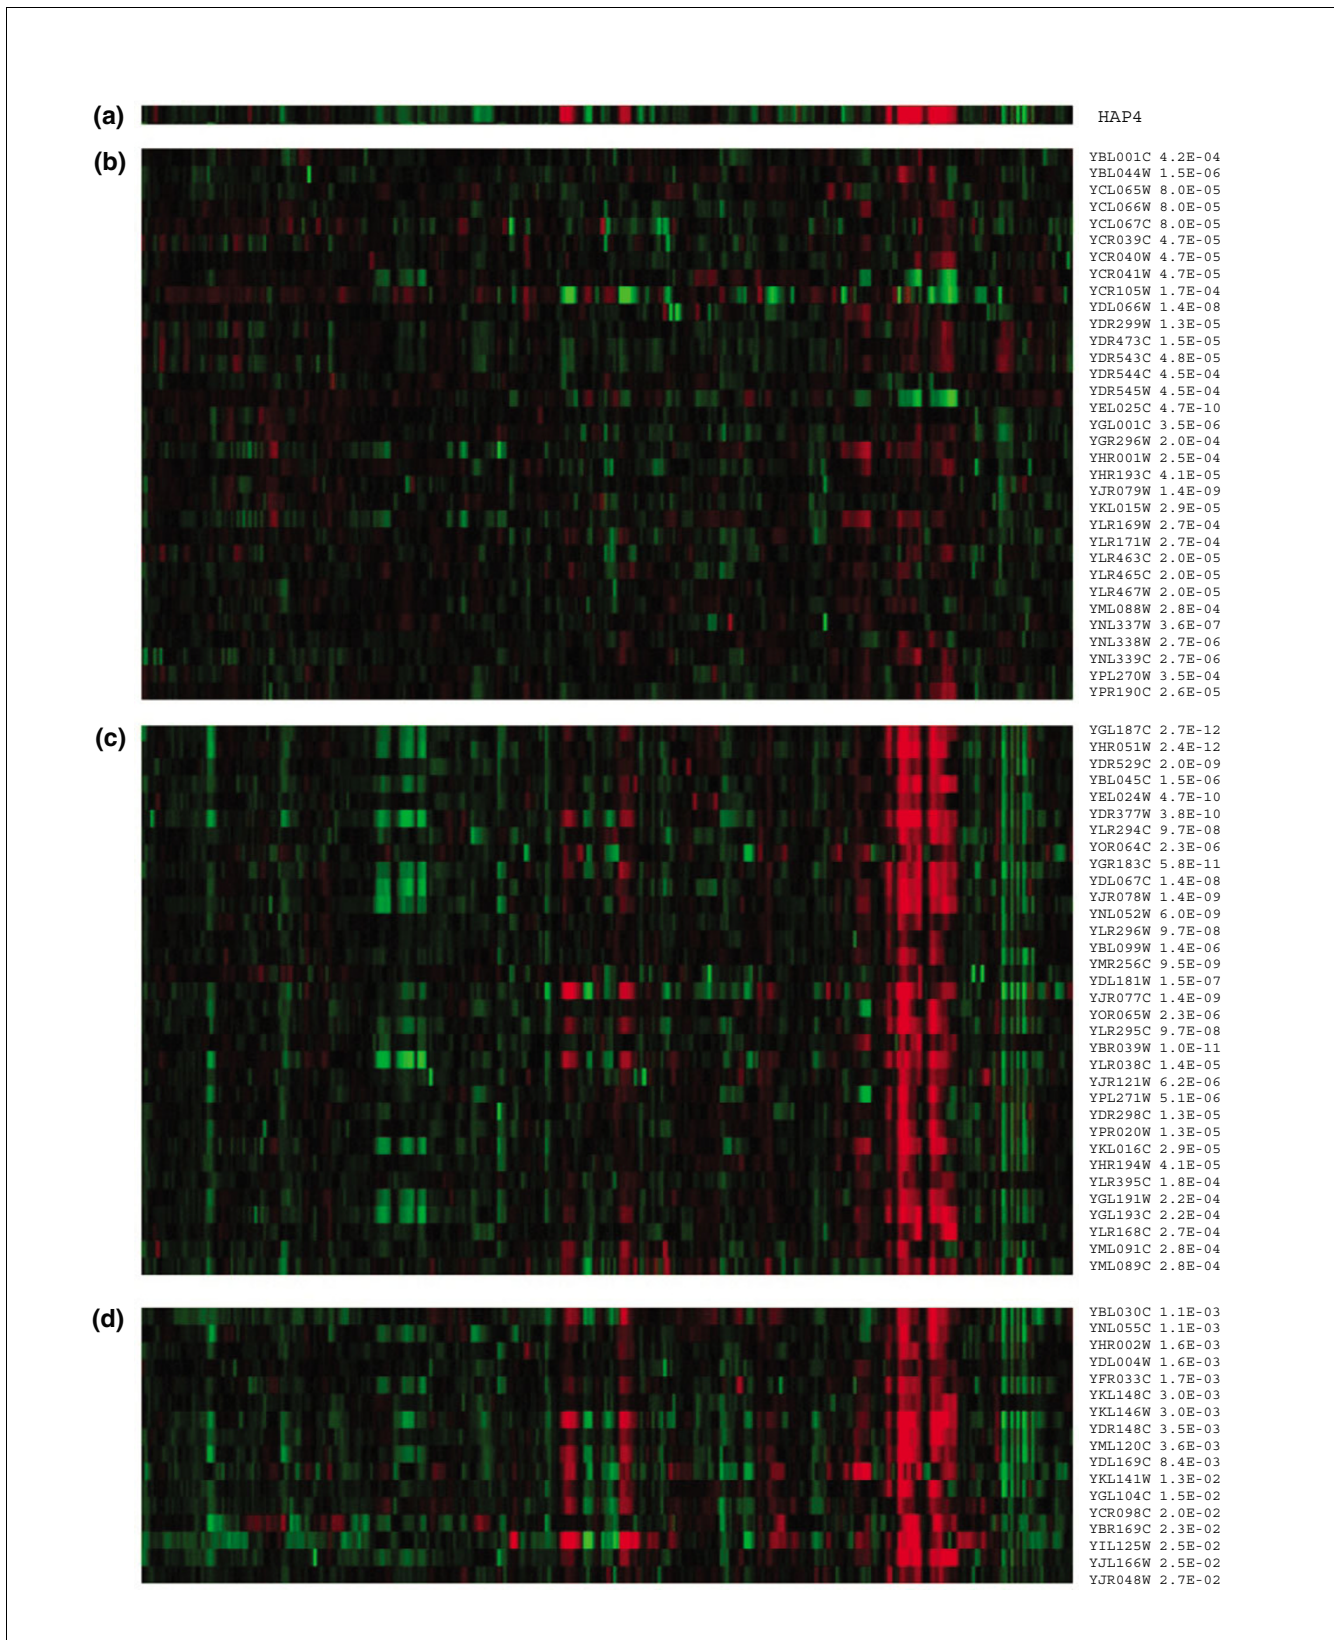 (a)
HAP4
(b)
YBL001C 4.2E-04
YBL044W 1.5E-06
YCL065W 8.0E-05
YCL066W 8.0E-05
YCL067C 8.0E-05
YCR039C 4.7E-05
YCR040W 4.7E-05
YCR041W 4.7E-05
YCR105W 1.7E-04
YDL066W 1.4E-08
YDR299W 1.3E-05
YDR473C 1.5E-05
YDR543C 4.8E-05
YDR544C 4.5E-04
YDR545W 4.5E-04
YEL025C 4.7E-10
YGL001C 3.5E-06
YGR296W 2.0E-04
YHR001W 2.5E-04
YHR193C 4.1E-05
YJR079W 1.4E-09
YKL015W 2.9E-05
YLR169W 2.7E-04
YLR171W 2.7E-04
YLR463C 2.0E-05
YLR465C 2.0E-05
YLR467W 2.0E-05
YML088W 2.8E-04
YNL337W 3.6E-07
YNL338W 2.7E-06
YNL339C 2.7E-06
YPL270W 3.5E-04
YPR190C 2.6E-05
(c)
YGL187C 2.7E-12
YHR051W 2.4E-12
YDR529C 2.0E-09
YBL045C 1.5E-06
YEL024W 4.7E-10
YDR377W 3.8E-10
YLR294C 9.7E-08
YOR064C 2.3E-06
YGR183C 5.8E-11
YDL067C 1.4E-08
YJR078W 1.4E-09
YNL052W 6.0E-09
YLR296W 9.7E-08
YBL099W 1.4E-06
YMR256C 9.5E-09
YDL181W 1.5E-07
YJR077C 1.4E-09
YOR065W 2.3E-06
YLR295C 9.7E-08
YBR039W 1.0E-11
YLR038C 1.4E-05
YJR121W 6.2E-06
YPL271W 5.1E-06
YDR298C 1.3E-05
YPR020W 1.3E-05
YKL016C 2.9E-05
YHR194W 4.1E-05
YLR395C 1.8E-04
YGL191W 2.2E-04
YGL193C 2.2E-04
YLR168C 2.7E-04
YML091C 2.8E-04
YML089C 2.8E-04
(d)
YBL030C 1.1E-03
YNL055C 1.1E-03
YHR002W 1.6E-03
YDL004W 1.6E-03
YFR033C 1.7E-03
YKL148C 3.0E-03
YKL146W 3.0E-03
YDR148C 3.5E-03
YML120C 3.6E-03
YDL169C 8.4E-03
YKL141W 1.3E-02
YGL104C 1.5E-02
YCR098C 2.0E-02
YBR169C 2.3E-02
YIL125W 2.5E-02
YJL166W 2.5E-02
YJR048W 2.7E-02